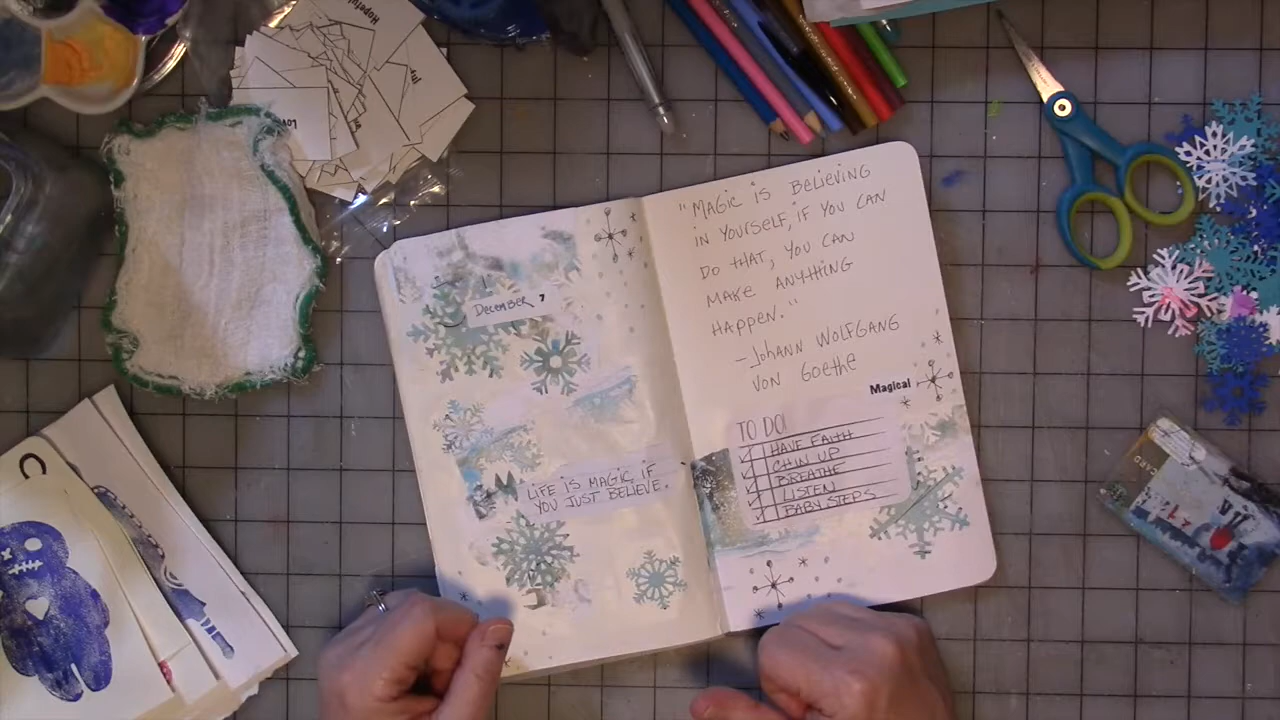 Hopeful
Love
C
DECEMBER 7
LIFE IS MAGIC, IF
YOU JUST BELIEVE.
"MAGIC IS BELIEVING
IN YOURSELF, IF YOU CAN
DO THAT, YOU CAN
MAKE ANYTHING
HAPPEN."
- JOHANN WOLFGANG
VON GOETHE
Magical
TO DO!
HAVE FAITH
CHIN UP
BREATHE
LISTEN
BABY STEPS